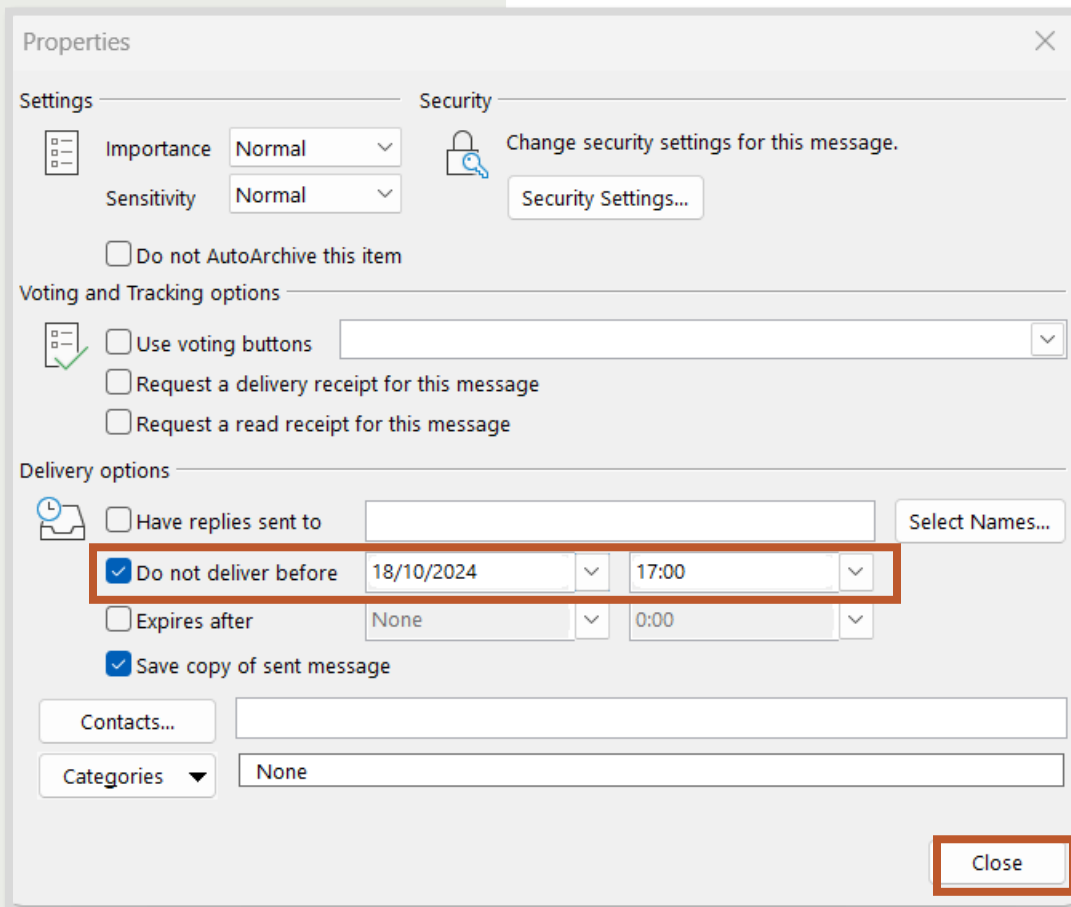 Properties
Settings
Security
Importance Normal
Change security settings for this message.
Sensitivity Normal
Security Settings...
Do not AutoArchive this item
Voting and Tracking options
Use voting buttons
Request a delivery receipt for this message
Request a read receipt for this message
Delivery options
Have replies sent to
Select Names...
Do not deliver before 18/10/2024 17:00
Expires after None 0:00
Save copy of sent message
Contacts...
Categories None
Close